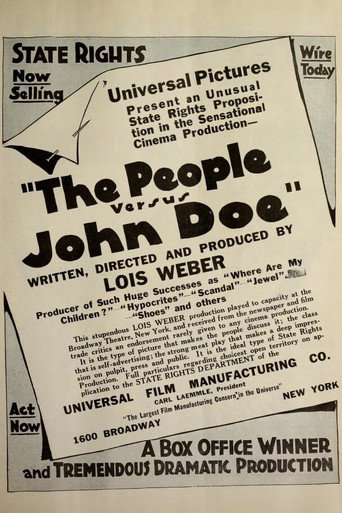 STATE RIGHTS
Now
Selling
Wire
Today
Universal Pictures
Present an Unusual
State Rights Proposi-
tion in the Sensational
Cinema Production—
"The People
versus
John Doe"
WRITTEN, DIRECTED AND PRODUCED BY
LOIS WEBER
Producer of Such Huge Successes as "Where Are My
Children?"—"Hypocrites"—"Scandal"—"Jewel"
—"Shoes" and others
This stupendous LOIS WEBER production played to capacity at the
Broadway Theatre, New York, and received from the newspaper and film
trade critics an endorsement rarely given to any cinema production.
It is the type of picture that makes the people discuss it; the class
that is self-advertising; the strong meat play that makes a deep impres-
sion on pulpit, press and public. It is the ideal type of State Rights
Production. Full particulars regarding choicest open territory on ap-
plication to the STATE RIGHTS DEPARTMENT of the
UNIVERSAL FILM MANUFACTURING CO.
CARL LAEMMLE, President
"The Largest Film Manufacturing Concern in the Universe"
1600 BROADWAY
NEW YORK
Act
Now
A BOX OFFICE WINNER
and TREMENDOUS DRAMATIC PRODUCTION